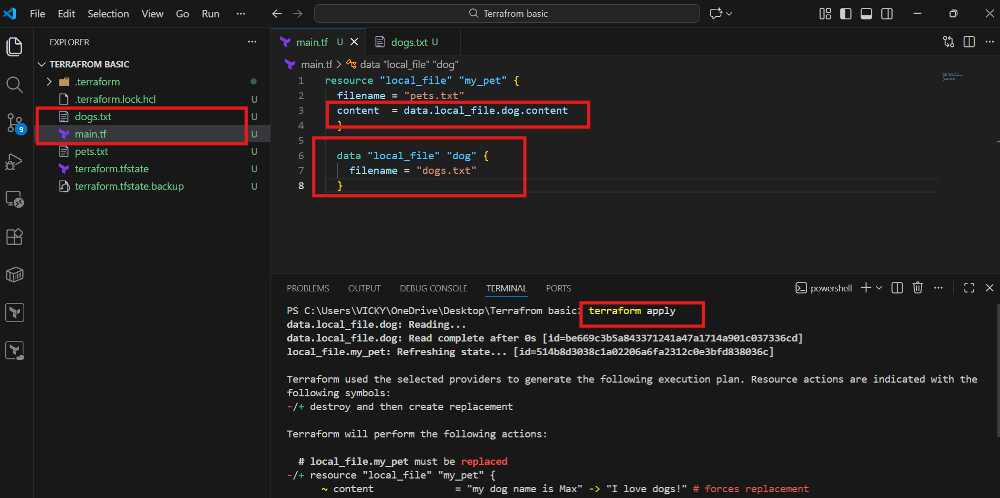 File Edit Selection View Go Run ···
Terrafrom basic
EXPLORER
TERRAFROM BASIC
.terraform
.terraform.lock.hcl U
dogs.txt U
main.tf U
pets.txt U
terraform.tfstate U
terraform.tfstate.backup U
9
main.tf U
dogs.txt U
main.tf > data "local_file" "dog"
1 resource "local_file" "my_pet" {
2 filename = "pets.txt"
3 content = data.local_file.dog.content
4 }
5
6 data "local_file" "dog" {
7 filename = "dogs.txt"
8 }
PROBLEMS OUTPUT DEBUG CONSOLE TERMINAL PORTS
powershell
PS C:\Users\VICKY\OneDrive\Desktop\Terrafrom basic> terraform apply
data.local_file.dog: Reading...
data.local_file.dog: Read complete after 0s [id=be669c3b5a843371241a47a1714a901c037336cd]
local_file.my_pet: Refreshing state... [id=514b8d3038c1a02206a6fa2312c0e3bfd838036c]
Terraform used the selected providers to generate the following execution plan. Resource actions are indicated with the
following symbols:
-/+ destroy and then create replacement
Terraform will perform the following actions:
# local_file.my_pet must be replaced
-/+ resource "local_file" "my_pet" {
~ content = "my dog name is Max" -> "I love dogs!" # forces replacement